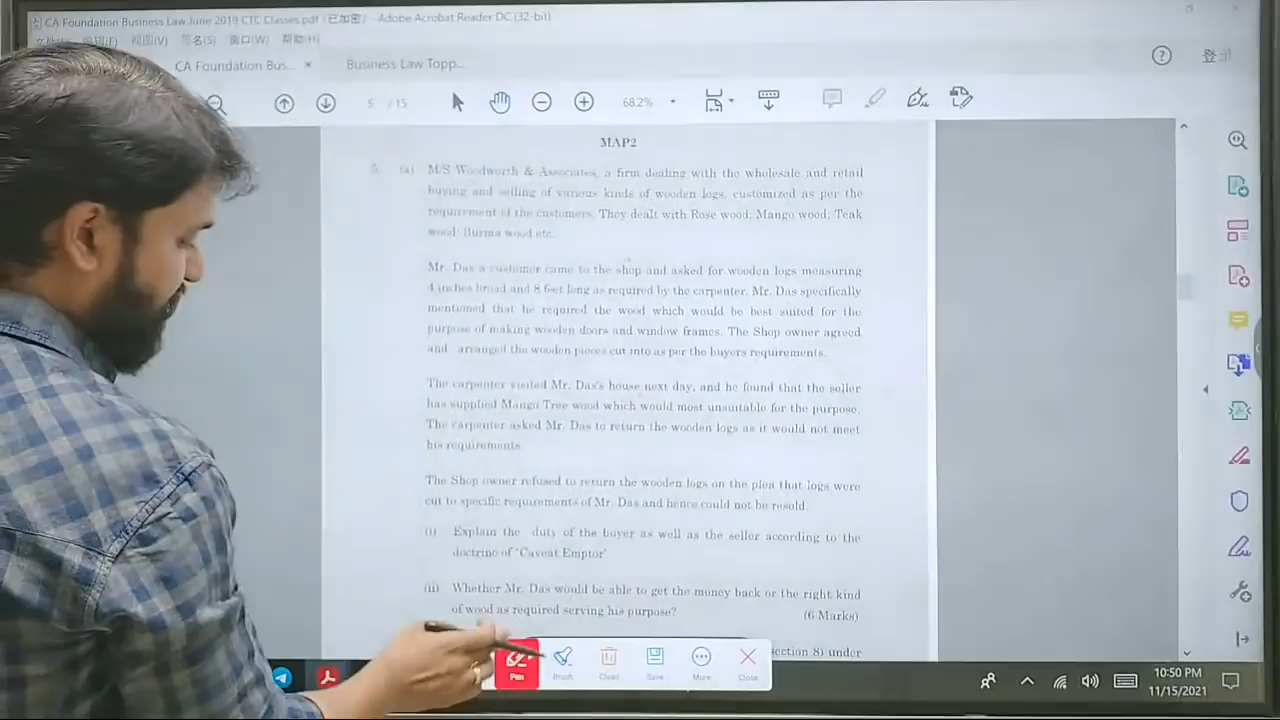 CA Foundation Business Law June 2019 CTC Classes.pdf (已加密) - Adobe Acrobat Reader DC (32-bit)
编辑(E) 视图(V) 签名(S) 窗口(W) 帮助(H)
CA Foundation Bus... × Business Law Topp...
登录
5 / 15 68.2%
MAP2
5. (a) M/S Woodworth & Associates, a firm dealing with the wholesale and retail
buying and selling of various kinds of wooden logs, customized as per the
requirement of the customers. They dealt with Rose wood, Mango wood, Teak
wood, Burma wood etc.
Mr. Das a customer came to the shop and asked for wooden logs measuring
4 inches broad and 8 feet long as required by the carpenter. Mr. Das specifically
mentioned that he required the wood which would be best suited for the
purpose of making wooden doors and window frames. The Shop owner agreed
and arranged the wooden pieces cut into as per the buyers requirements.
The carpenter visited Mr. Das's house next day, and he found that the seller
has supplied Mango Tree wood which would most unsuitable for the purpose.
The carpenter asked Mr. Das to return the wooden logs as it would not meet
his requirements.
The Shop owner refused to return the wooden logs on the plea that logs were
cut to specific requirements of Mr. Das and hence could not be resold.
(i) Explain the duty of the buyer as well as the seller according to the
doctrine of "Caveat Emptor"
(ii) Whether Mr. Das would be able to get the money back or the right kind
of wood as required serving his purpose? (6 Marks)
section 8) under
Pen Brush Clean Save More Close
10:50 PM
11/15/2021